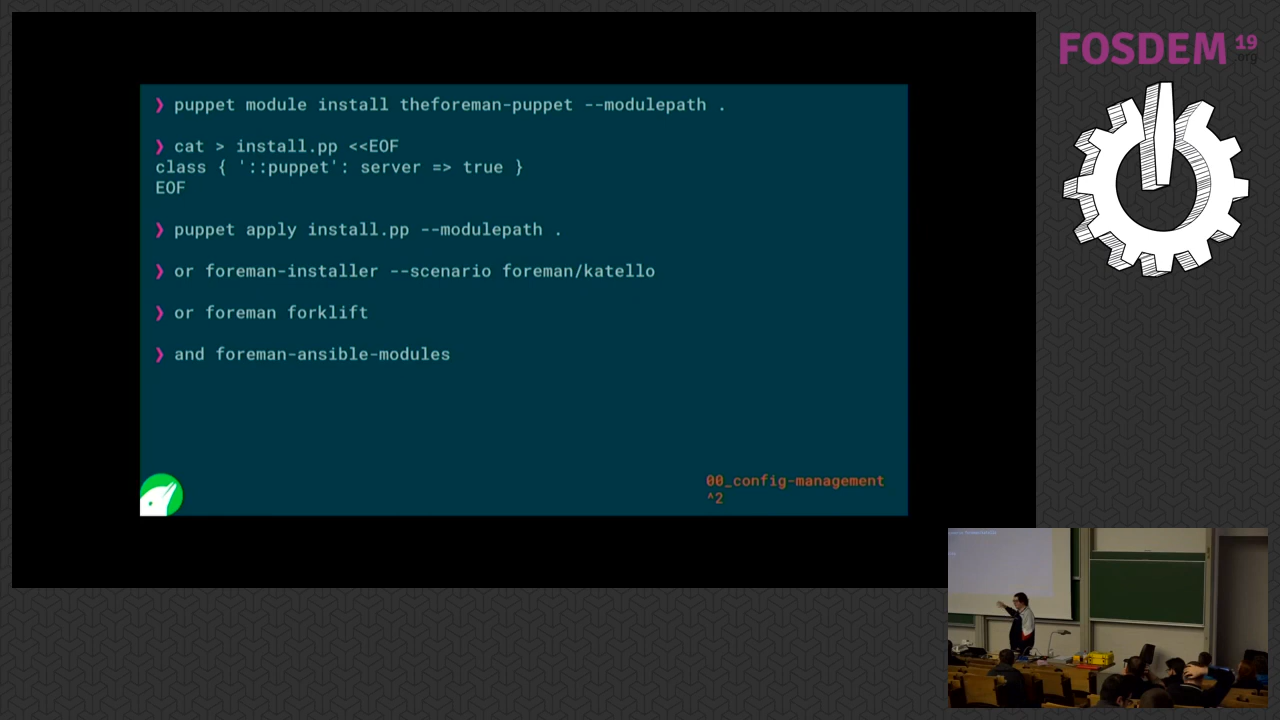 ❯ puppet module install theforeman-puppet --modulepath .
❯ cat > install.pp <<EOF
class { '::puppet': server => true }
EOF
❯ puppet apply install.pp --modulepath .
❯ or foreman-installer --scenario foreman/katello
❯ or foreman forklift
❯ and foreman-ansible-modules
00_config-management
^2
FOSDEM 19
.org